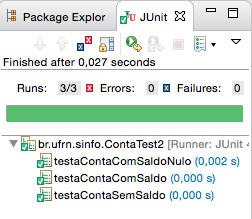 Package Explor JUnit
Finished after 0,027 seconds
Runs: 3/3 Errors: 0 Failures: 0
br.ufrn.sinfo.ContaTest2 [Runner: JUnit 4
testaContaComSaldoNulo (0,002 s)
testaContaComSaldo (0,000 s)
testaContaSemSaldo (0,000 s)